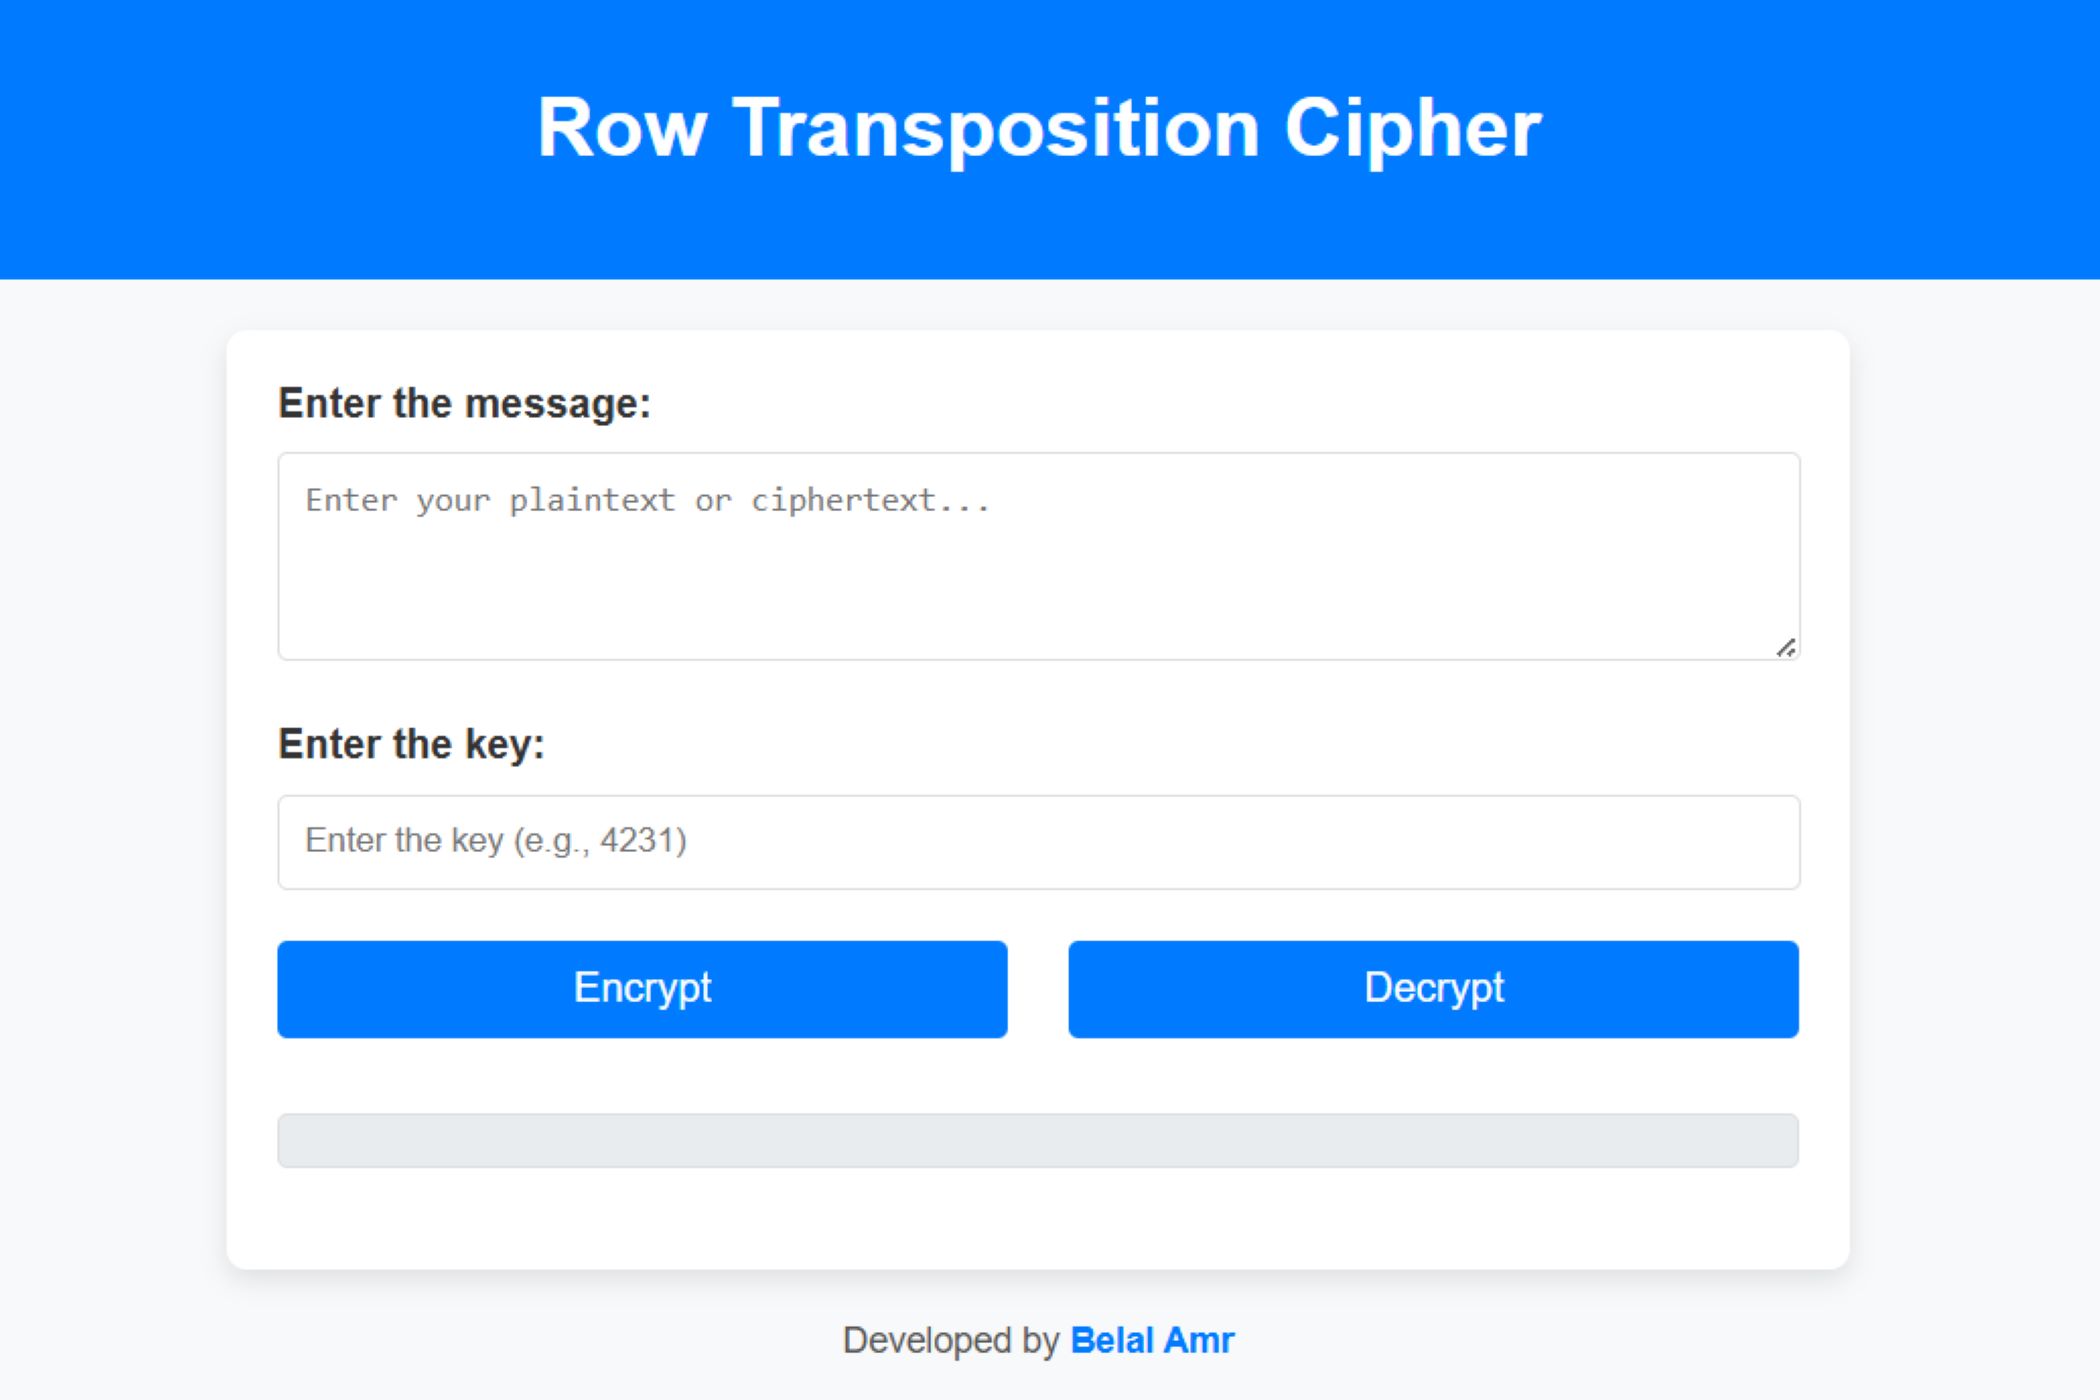 Row Transposition Cipher
Enter the message:
Enter your plaintext or ciphertext...
Enter the key:
Enter the key (e.g., 4231)
Encrypt
Decrypt
Developed by Belal Amr